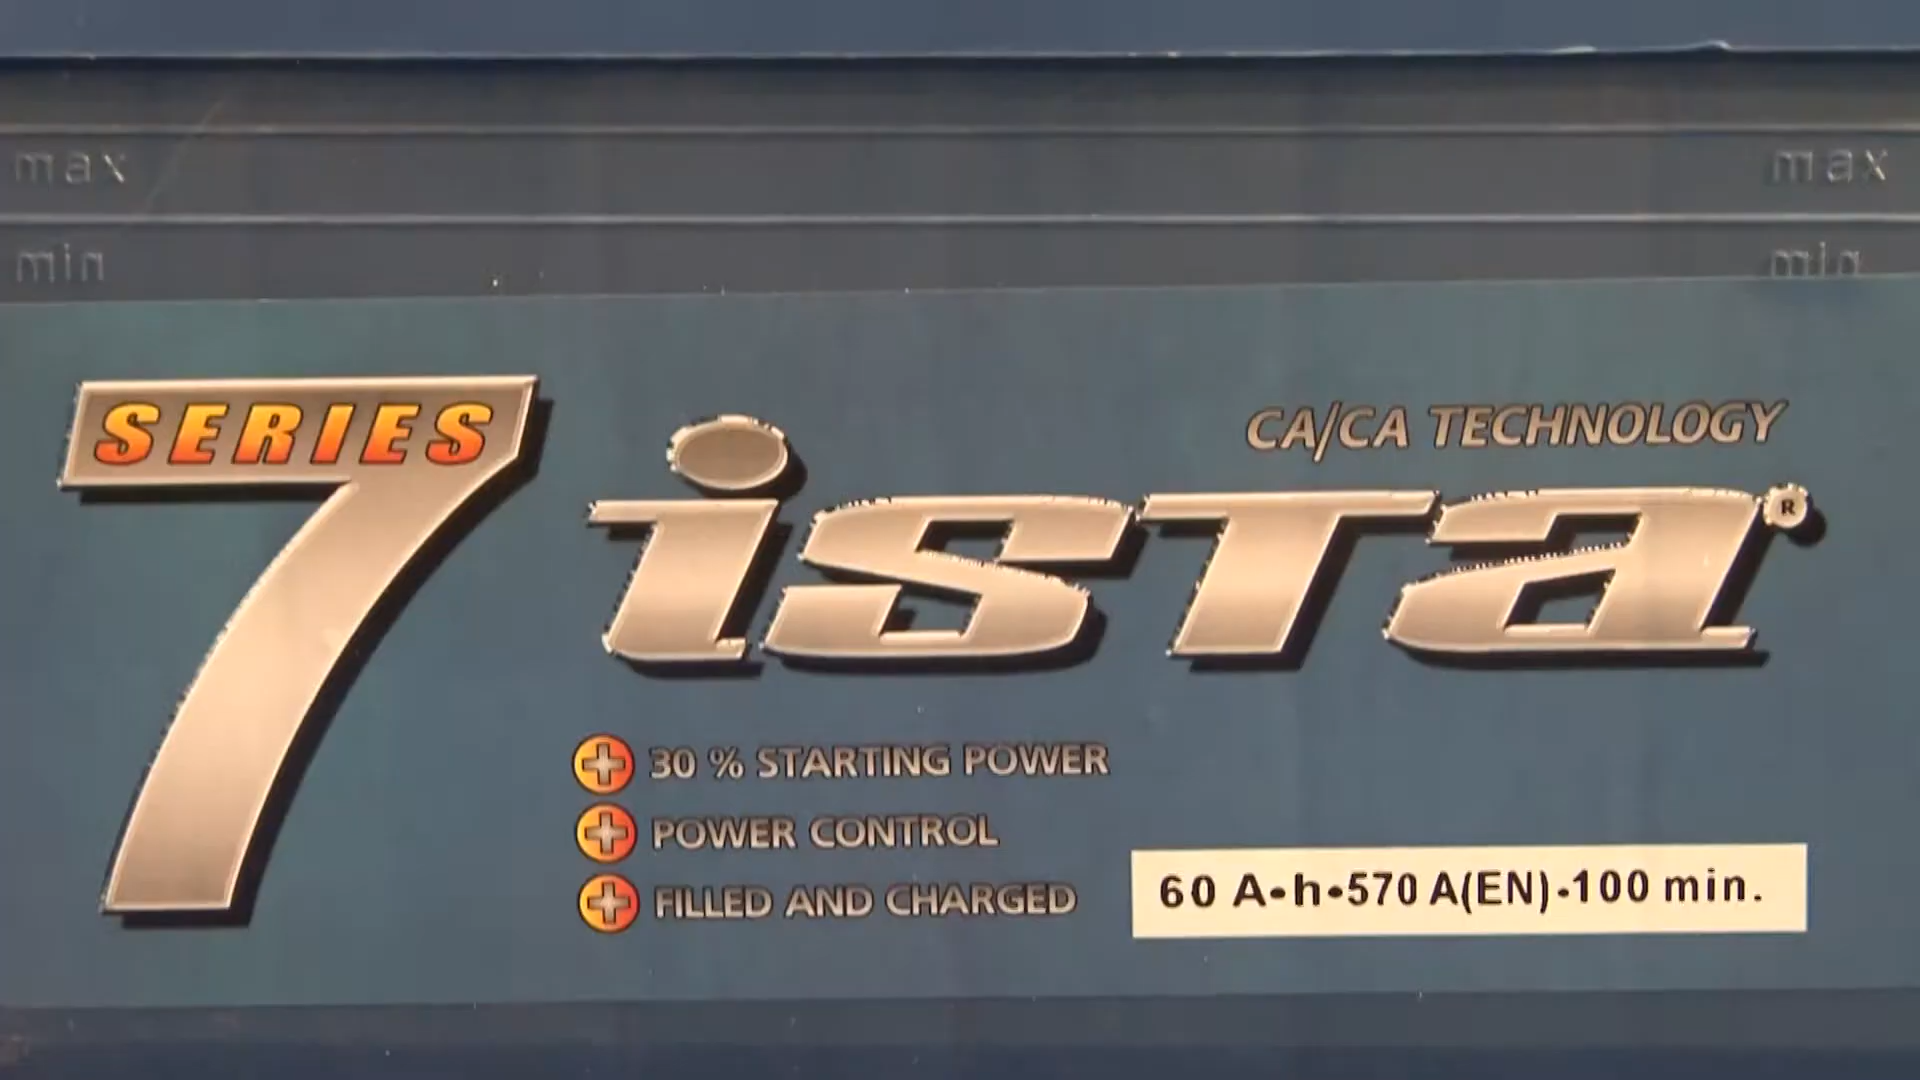 max max
min min
SERIES
7 ista®
CA/CA TECHNOLOGY
30 % STARTING POWER
POWER CONTROL
FILLED AND CHARGED
60 A•h•570 A(EN)•100 min.